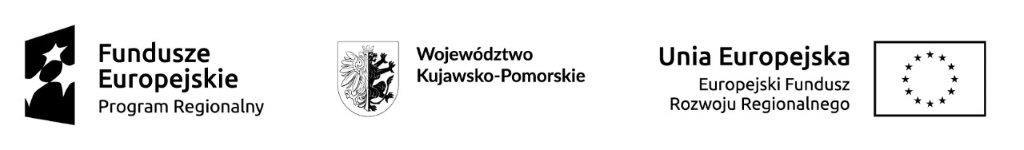 Fundusze
Europejskie
Program Regionalny
Województwo
Kujawsko-Pomorskie
Unia Europejska
Europejski Fundusz
Rozwoju Regionalnego